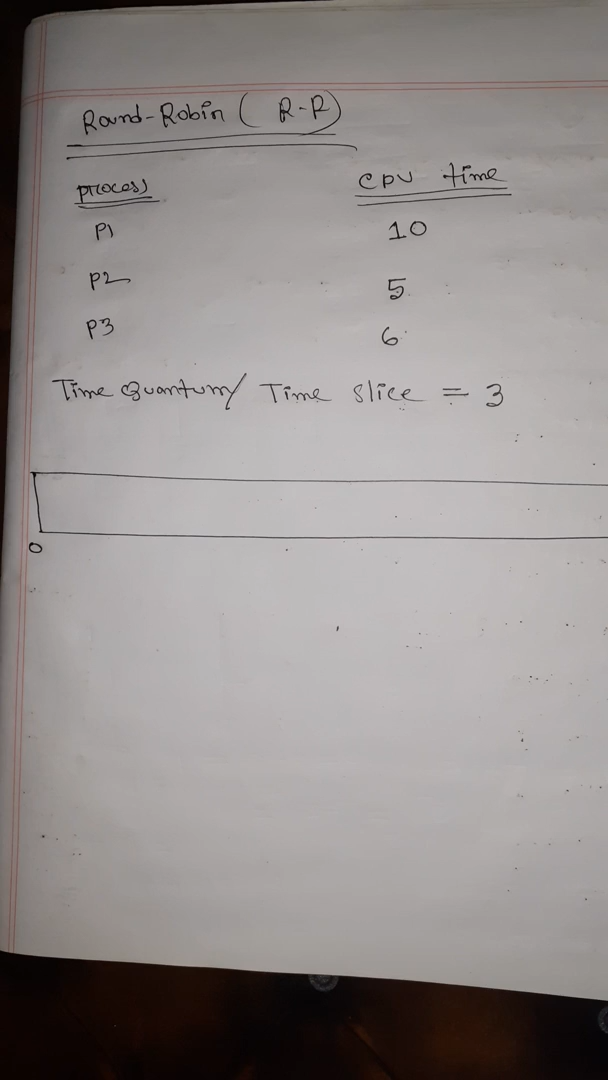 Round-Robin ( R-R)
process CPU time
P1 10
P2 5
P3 6
Time Quantum/ Time slice = 3
0